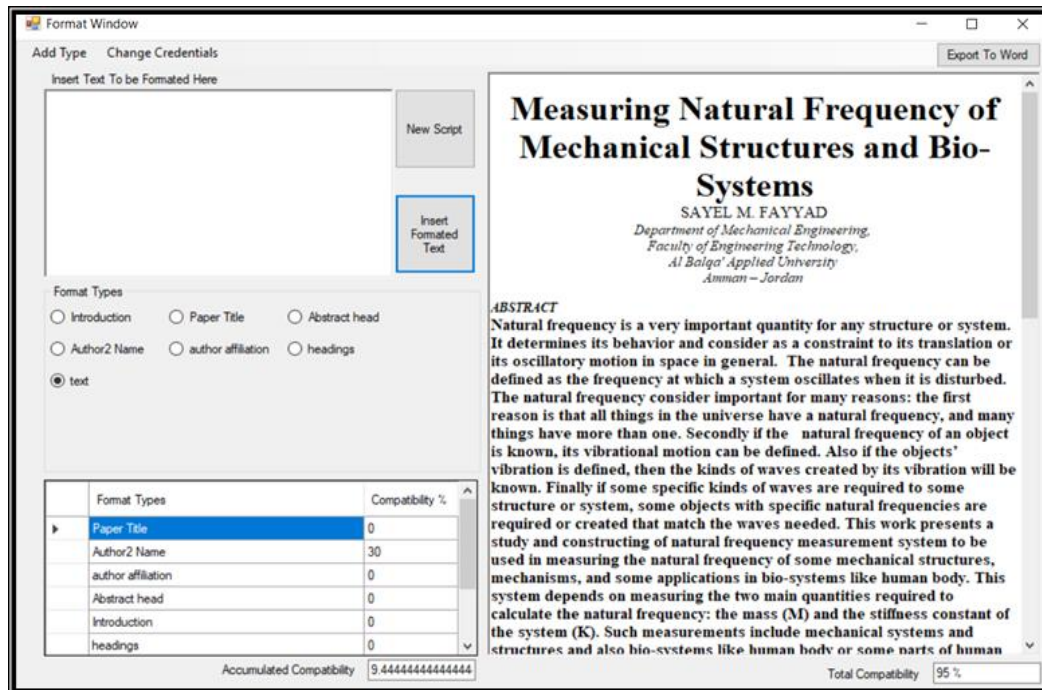 Format Window
Add Type Change Credentials
Export To Word
Insert Text To be Formated Here
New Script
Insert
Formated
Text
Format Types
Introduction Paper Title Abstract head
Author2 Name author affiliation headings
text
Format Types Compatibility %
Paper Title 0
Author2 Name 30
author affiliation 0
Abstract head 0
Introduction 0
headings 0
Accumulated Compatibility 9.44444444444444
Measuring Natural Frequency of
Mechanical Structures and Bio-
Systems
SAYEL M. FAYYAD
Department of Mechanical Engineering,
Faculty of Engineering Technology,
Al Balqa' Applied University
Amman – Jordan
ABSTRACT
Natural frequency is a very important quantity for any structure or system.
It determines its behavior and consider as a constraint to its translation or
its oscillatory motion in space in general. The natural frequency can be
defined as the frequency at which a system oscillates when it is disturbed.
The natural frequency consider important for many reasons: the first
reason is that all things in the universe have a natural frequency, and many
things have more than one. Secondly if the natural frequency of an object
is known, its vibrational motion can be defined. Also if the objects'
vibration is defined, then the kinds of waves created by its vibration will be
known. Finally if some specific kinds of waves are required to some
structure or system, some objects with specific natural frequencies are
required or created that match the waves needed. This work presents a
study and constructing of natural frequency measurement system to be
used in measuring the natural frequency of some mechanical structures,
mechanisms, and some applications in bio-systems like human body. This
system depends on measuring the two main quantities required to
calculate the natural frequency: the mass (M) and the stiffness constant of
the system (K). Such measurements include mechanical systems and
structures and also bio-systems like human body or some parts of human
Total Compatibility 95 %